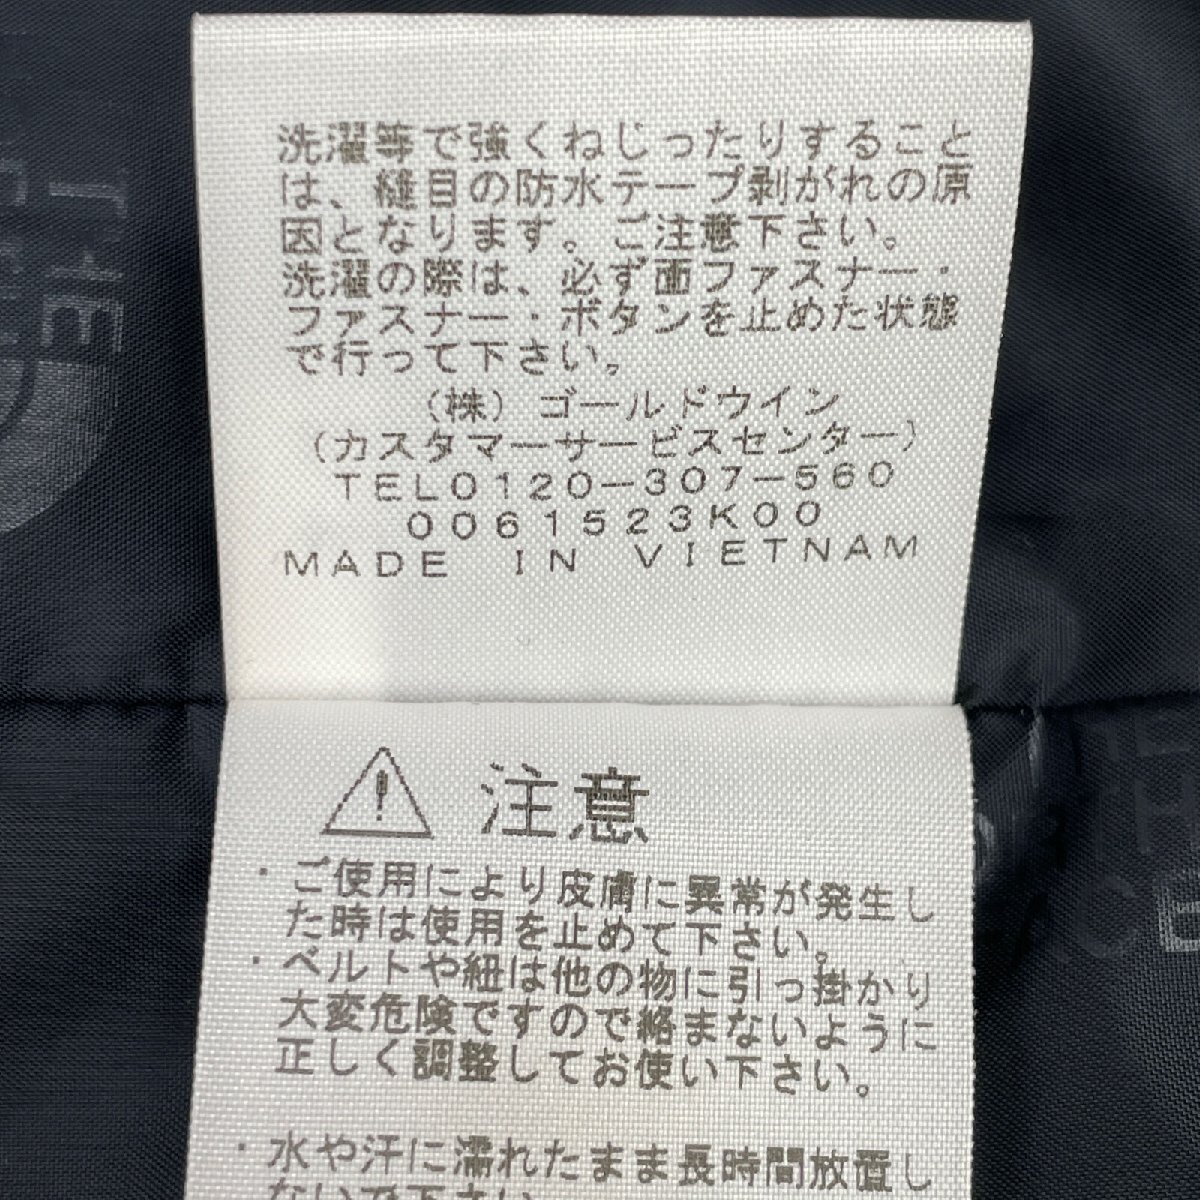 洗濯等で強くねじったりすること
は、縫目の防水テープ剥がれの原
因となります。ご注意下さい。
洗濯の際は、必ず面ファスナー・
ファスナー・ボタンを止めた状態
で行って下さい。
(株)ゴールドウイン
(カスタマーサービスセンター)
TEL0120-307-560
0061523K00
MADE IN VIETNAM
注意
・ご使用により皮膚に異常が発生し
た時は使用を止めて下さい。
・ベルトや紐は他の物に引っ掛かり
大変危険ですので絡まないように
正しく調整してお使い下さい。
・水や汗に濡れたまま長時間放置し
ないで下さい
THE